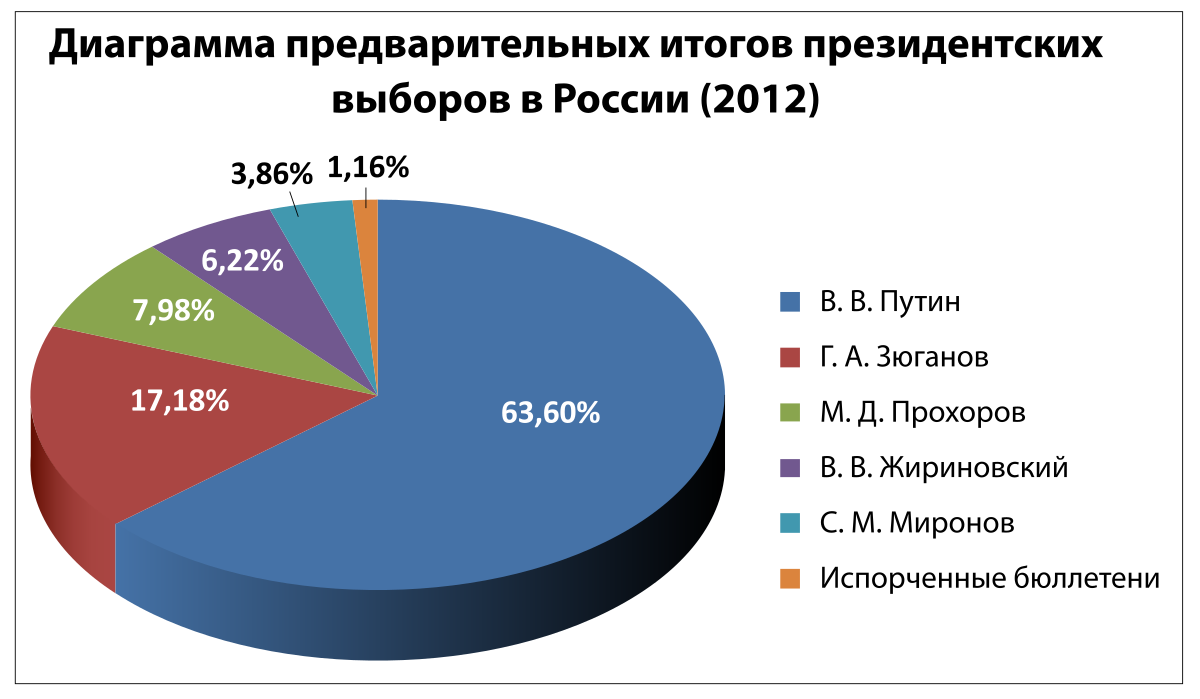 Диаграмма предварительных итогов президентских
выборов в России (2012)
3,86%
1,16%
6,22%
7,98%
17,18%
63,60%
В. В. Путин
Г. А. Зюганов
М. Д. Прохоров
В. В. Жириновский
С. М. Миронов
Испорченные бюллетени